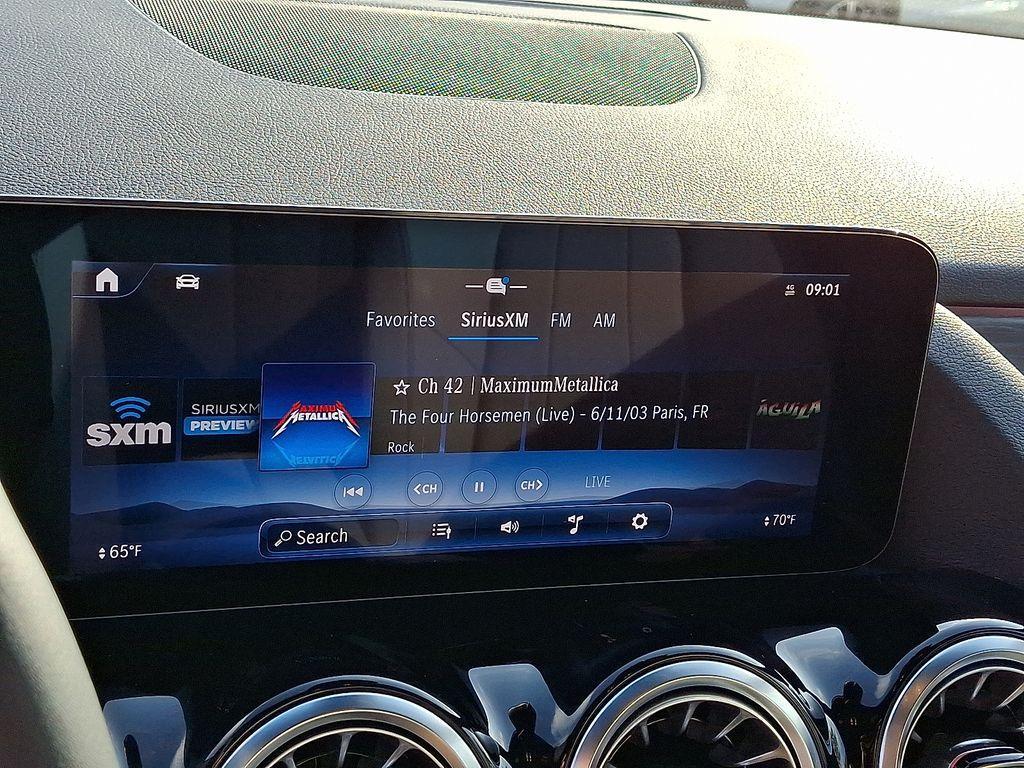 4G
09:01
Favorites SiriusXM FM AM
sxm
SIRIUSXM
PREVIEW
MAXIMUM
METALLICA
Ch 42 | MaximumMetallica
The Four Horsemen (Live) - 6/11/03 Paris, FR
Rock
ÁGUILA
CH
CH
LIVE
65°F
Search
70°F